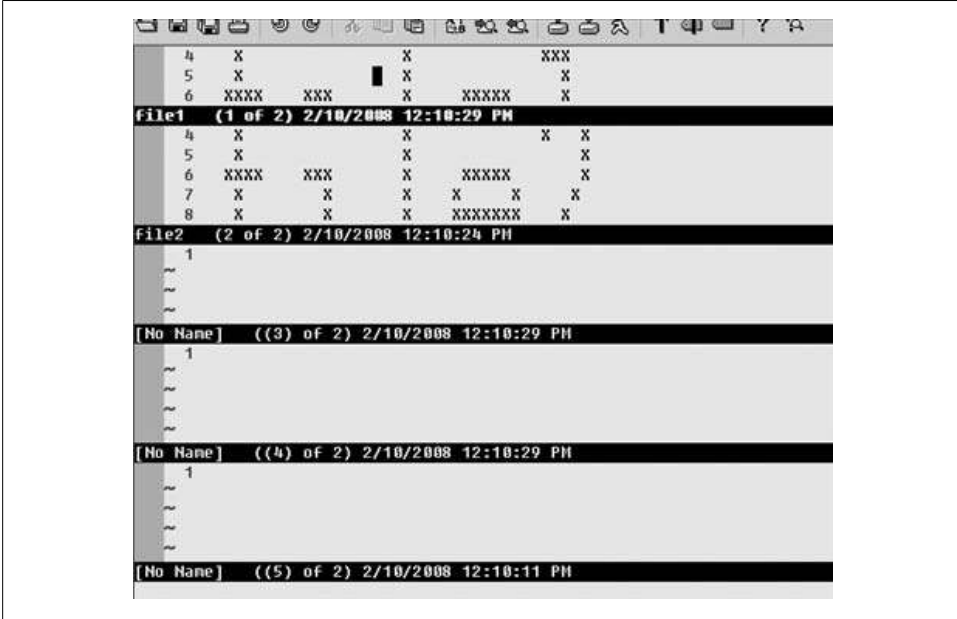 4 X X XXX
5 X X X
6 XXXX XXX X XXXXX X
file1 (1 of 2) 2/10/2008 12:10:29 PM
4 X X X X
5 X X X
6 XXXX XXX X XXXXX X
7 X X X X X X
8 X X X XXXXXXX X
file2 (2 of 2) 2/10/2008 12:10:24 PM
1
~
~
~
[No Name] ((3) of 2) 2/10/2008 12:10:29 PM
1
~
~
~
~
[No Name] ((4) of 2) 2/10/2008 12:10:29 PM
1
~
~
~
~
[No Name] ((5) of 2) 2/10/2008 12:10:11 PM